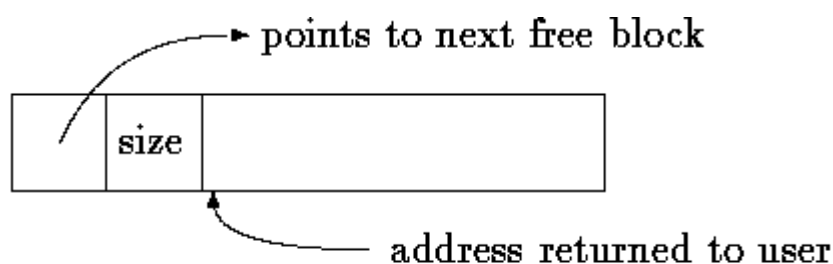 points to next free block
size
address returned to user